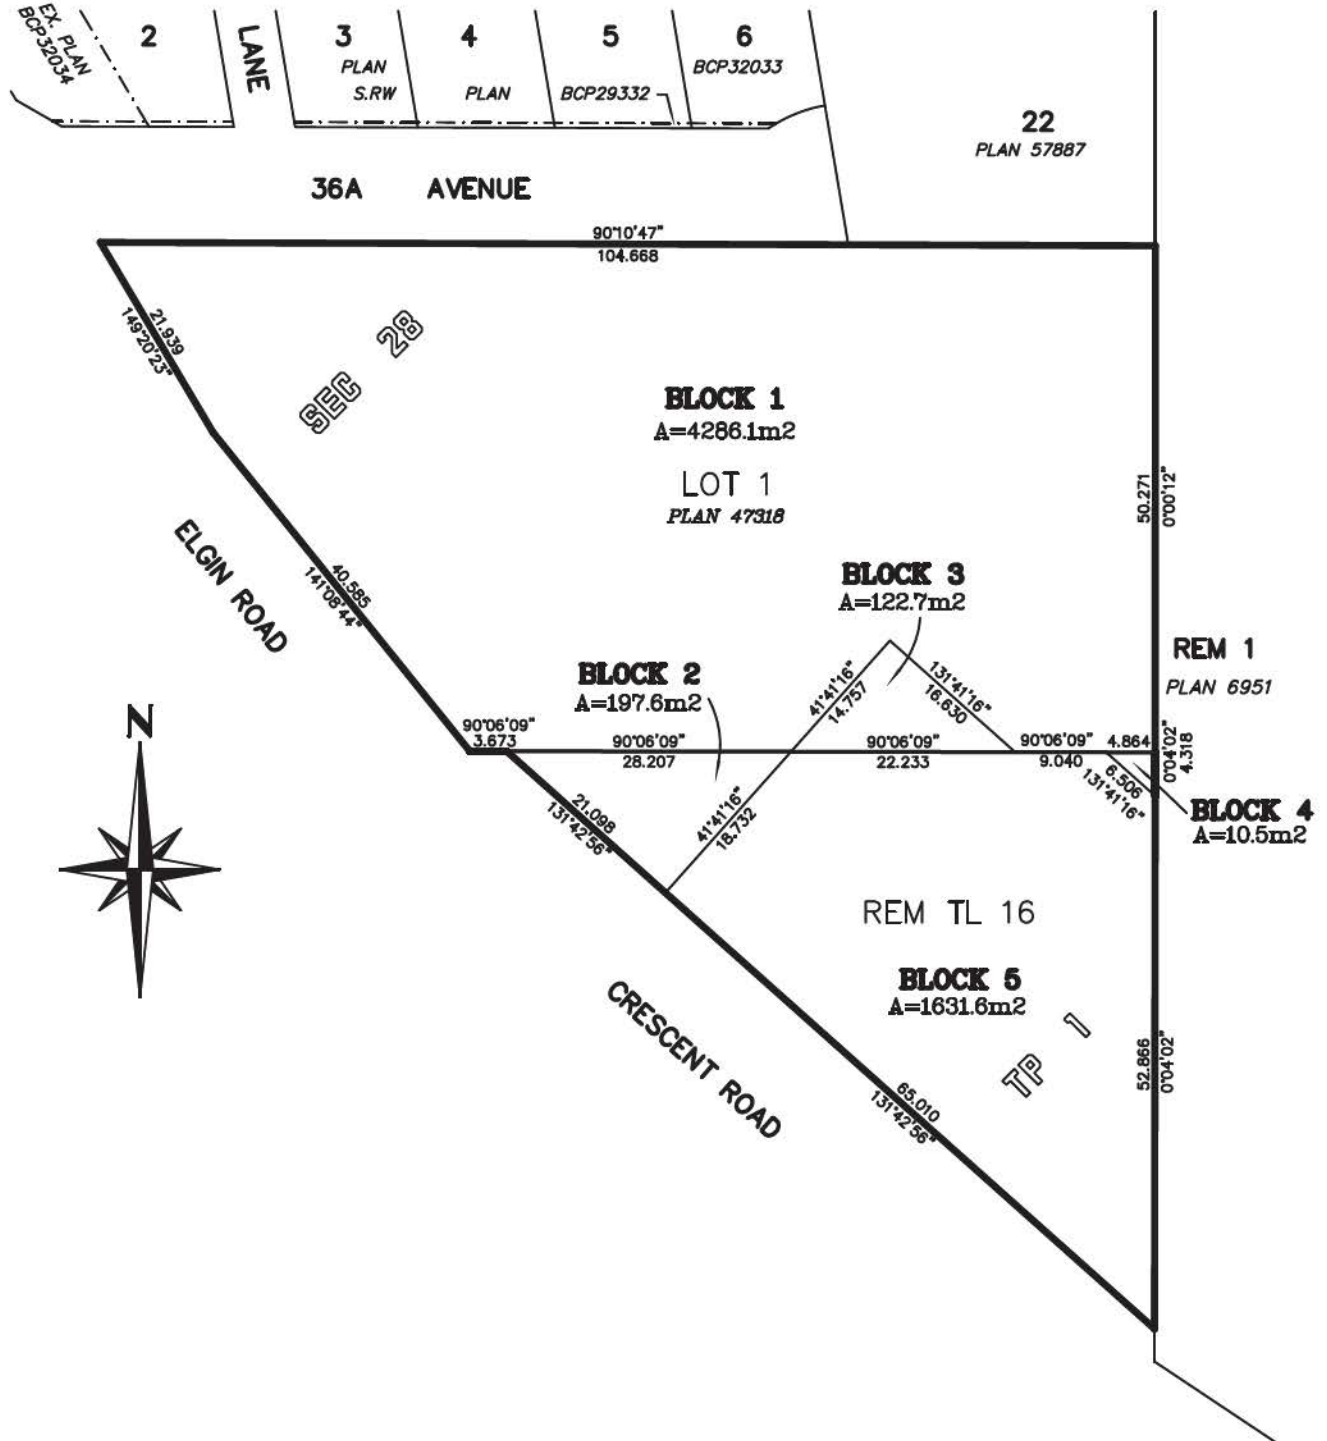 EX. PLAN
BCP32034
2
LANE
3
PLAN
S.RW
4
PLAN
5
BCP29332
6
BCP32033
22
PLAN 57887
36A AVENUE
90°10'47"
104.668
21.939
149°20'23"
SEC 28
BLOCK 1
A=4286.1m2
LOT 1
PLAN 47318
50.271
0°00'12"
ELGIN ROAD
40.585
141°08'44"
BLOCK 3
A=122.7m2
BLOCK 2
A=197.6m2
41°41'16"
14.757
131°41'16"
16.630
REM 1
PLAN 6951
N
90°06'09"
3.673
90°06'09"
28.207
90°06'09"
22.233
90°06'09"
9.040
4.864
0°04'02"
4.318
6.506
131°41'16"
BLOCK 4
A=10.5m2
21.098
131°42'56"
41°41'16"
18.732
REM TL 16
BLOCK 5
A=1631.6m2
TP 1
CRESCENT ROAD
65.010
131°42'56"
52.866
0°04'02"